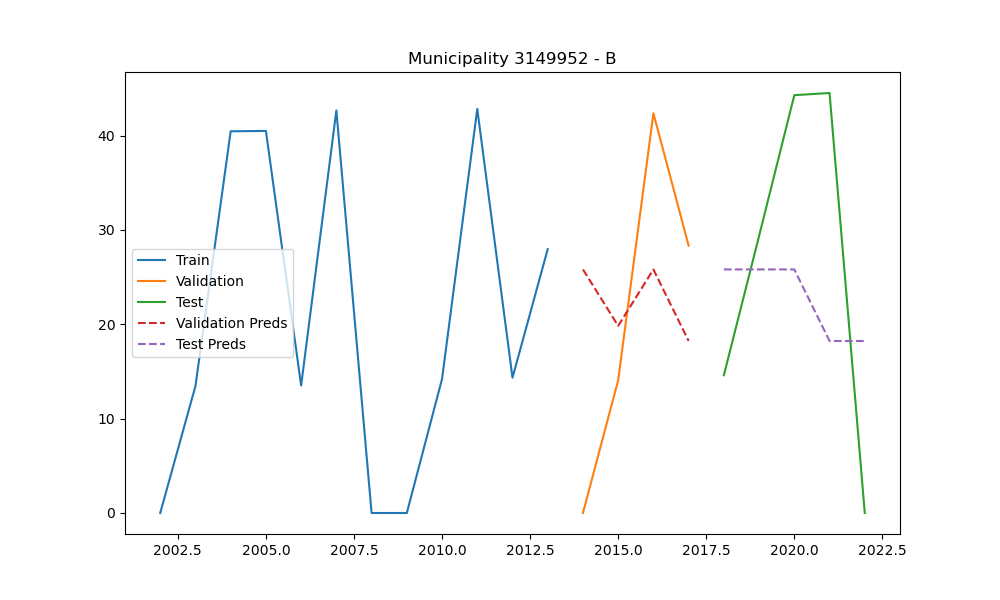 Municipality 3149952 - B
40
30
20
10
0
Train
Validation
Test
Validation Preds
Test Preds
2002.5 2005.0 2007.5 2010.0 2012.5 2015.0 2017.5 2020.0 2022.5